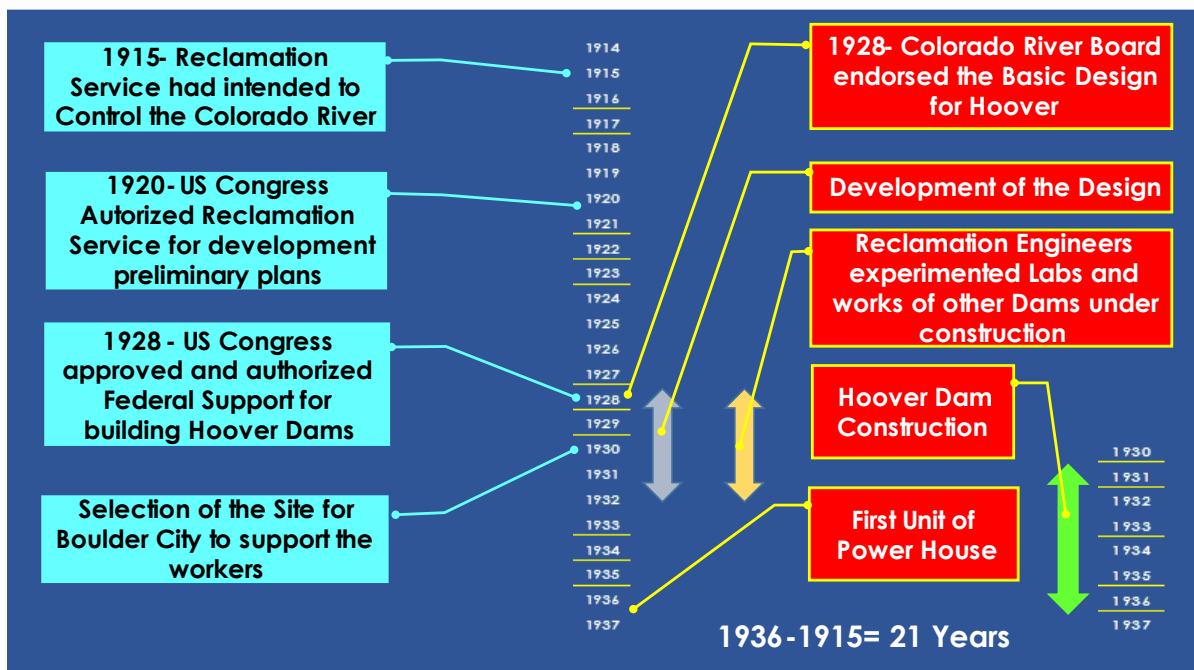 1915- Reclamation
Service had intended to
Control the Colorado River
1920- US Congress
Autorized Reclamation
Service for development
preliminary plans
1928 - US Congress
approved and authorized
Federal Support for
building Hoover Dams
Selection of the Site for
Boulder City to support the
workers
1914
1915
1916
1917
1918
1919
1920
1921
1922
1923
1924
1925
1926
1927
1928
1929
1930
1931
1932
1933
1934
1935
1936
1937
1928- Colorado River Board
endorsed the Basic Design
for Hoover
Development of the Design
Reclamation Engineers
experimented Labs and
works of other Dams under
construction
Hoover Dam
Construction
First Unit of
Power House
1930
1931
1932
1933
1934
1935
1936
1937
1936-1915= 21 Years